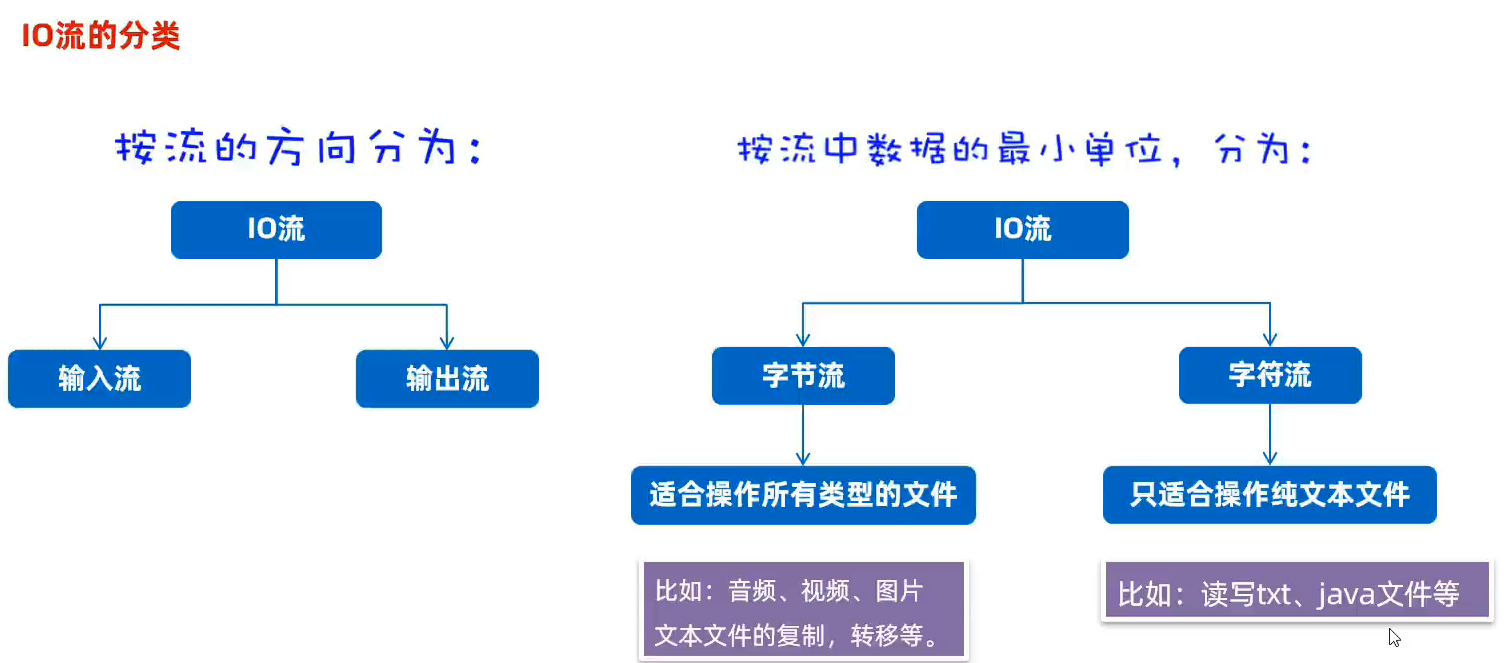 IO流的分类
按流的方向分为：
IO流
输入流
输出流
按流中数据的最小单位，分为：
IO流
字节流
字符流
适合操作所有类型的文件
只适合操作纯文本文件
比如：音频、视频、图片
文本文件的复制，转移等。
比如：读写txt、java文件等